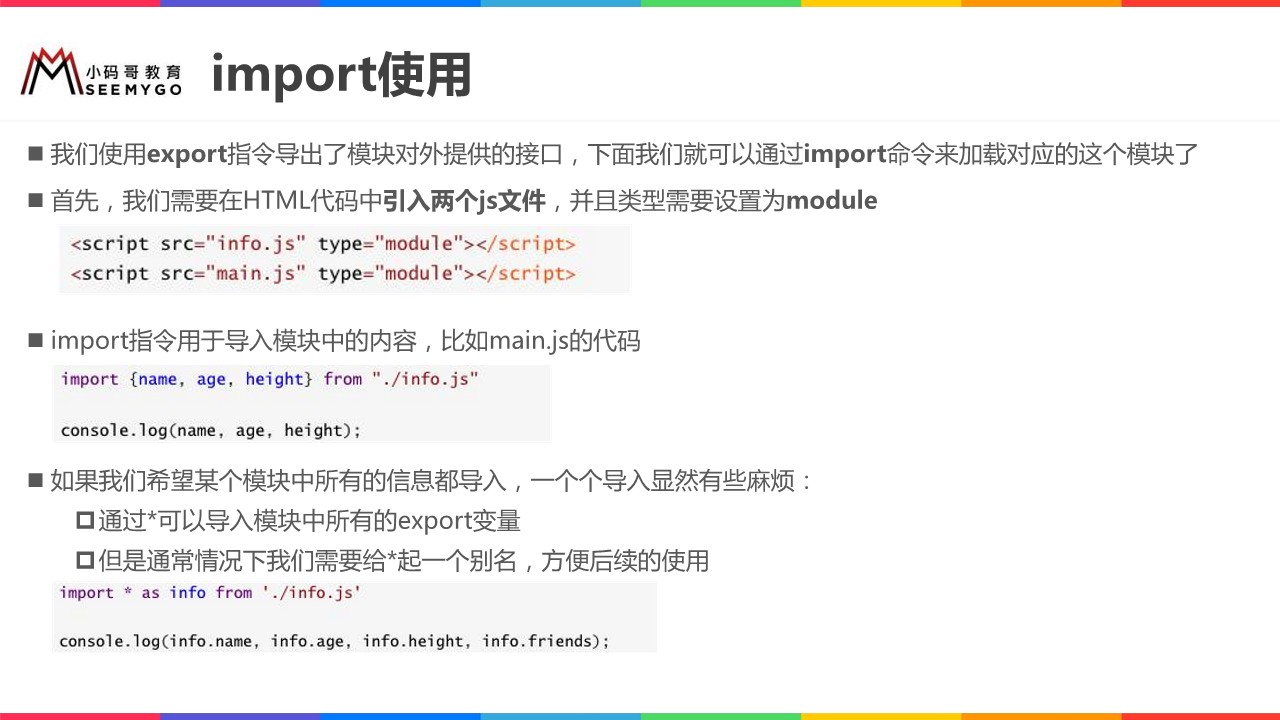 小码哥教育
SEEMYGO
import使用
我们使用export指令导出了模块对外提供的接口，下面我们就可以通过import命令来加载对应的这个模块了
首先，我们需要在HTML代码中引入两个js文件，并且类型需要设置为module
<script src="info.js" type="module"></script>
<script src="main.js" type="module"></script>
import指令用于导入模块中的内容，比如main.js的代码
import {name, age, height} from "./info.js"
console.log(name, age, height);
如果我们希望某个模块中所有的信息都导入，一个个导入显然有些麻烦：
通过*可以导入模块中所有的export变量
但是通常情况下我们需要给*起一个别名，方便后续的使用
import * as info from './info.js'
console.log(info.name, info.age, info.height, info.friends);